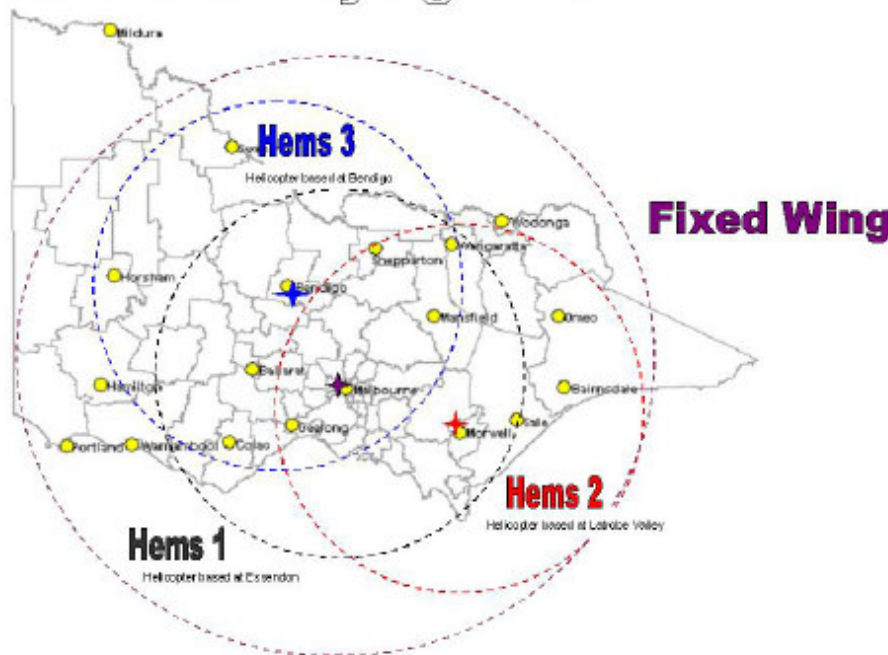 Mildura
Hems 3
Helicopter based at Bendigo
Wodonga
Fixed Wing
Wangaratta
Shepparton
Horsham
Bendigo
Mansfield
Omeo
Ballarat
Hamilton
Melbourne
Bairnsdale
Geelong
Sale
Morwell
Portland
Warrnambool
Colac
Hems 2
Helicopter based at Latrobe Valley
Hems 1
Helicopter based at Essendon